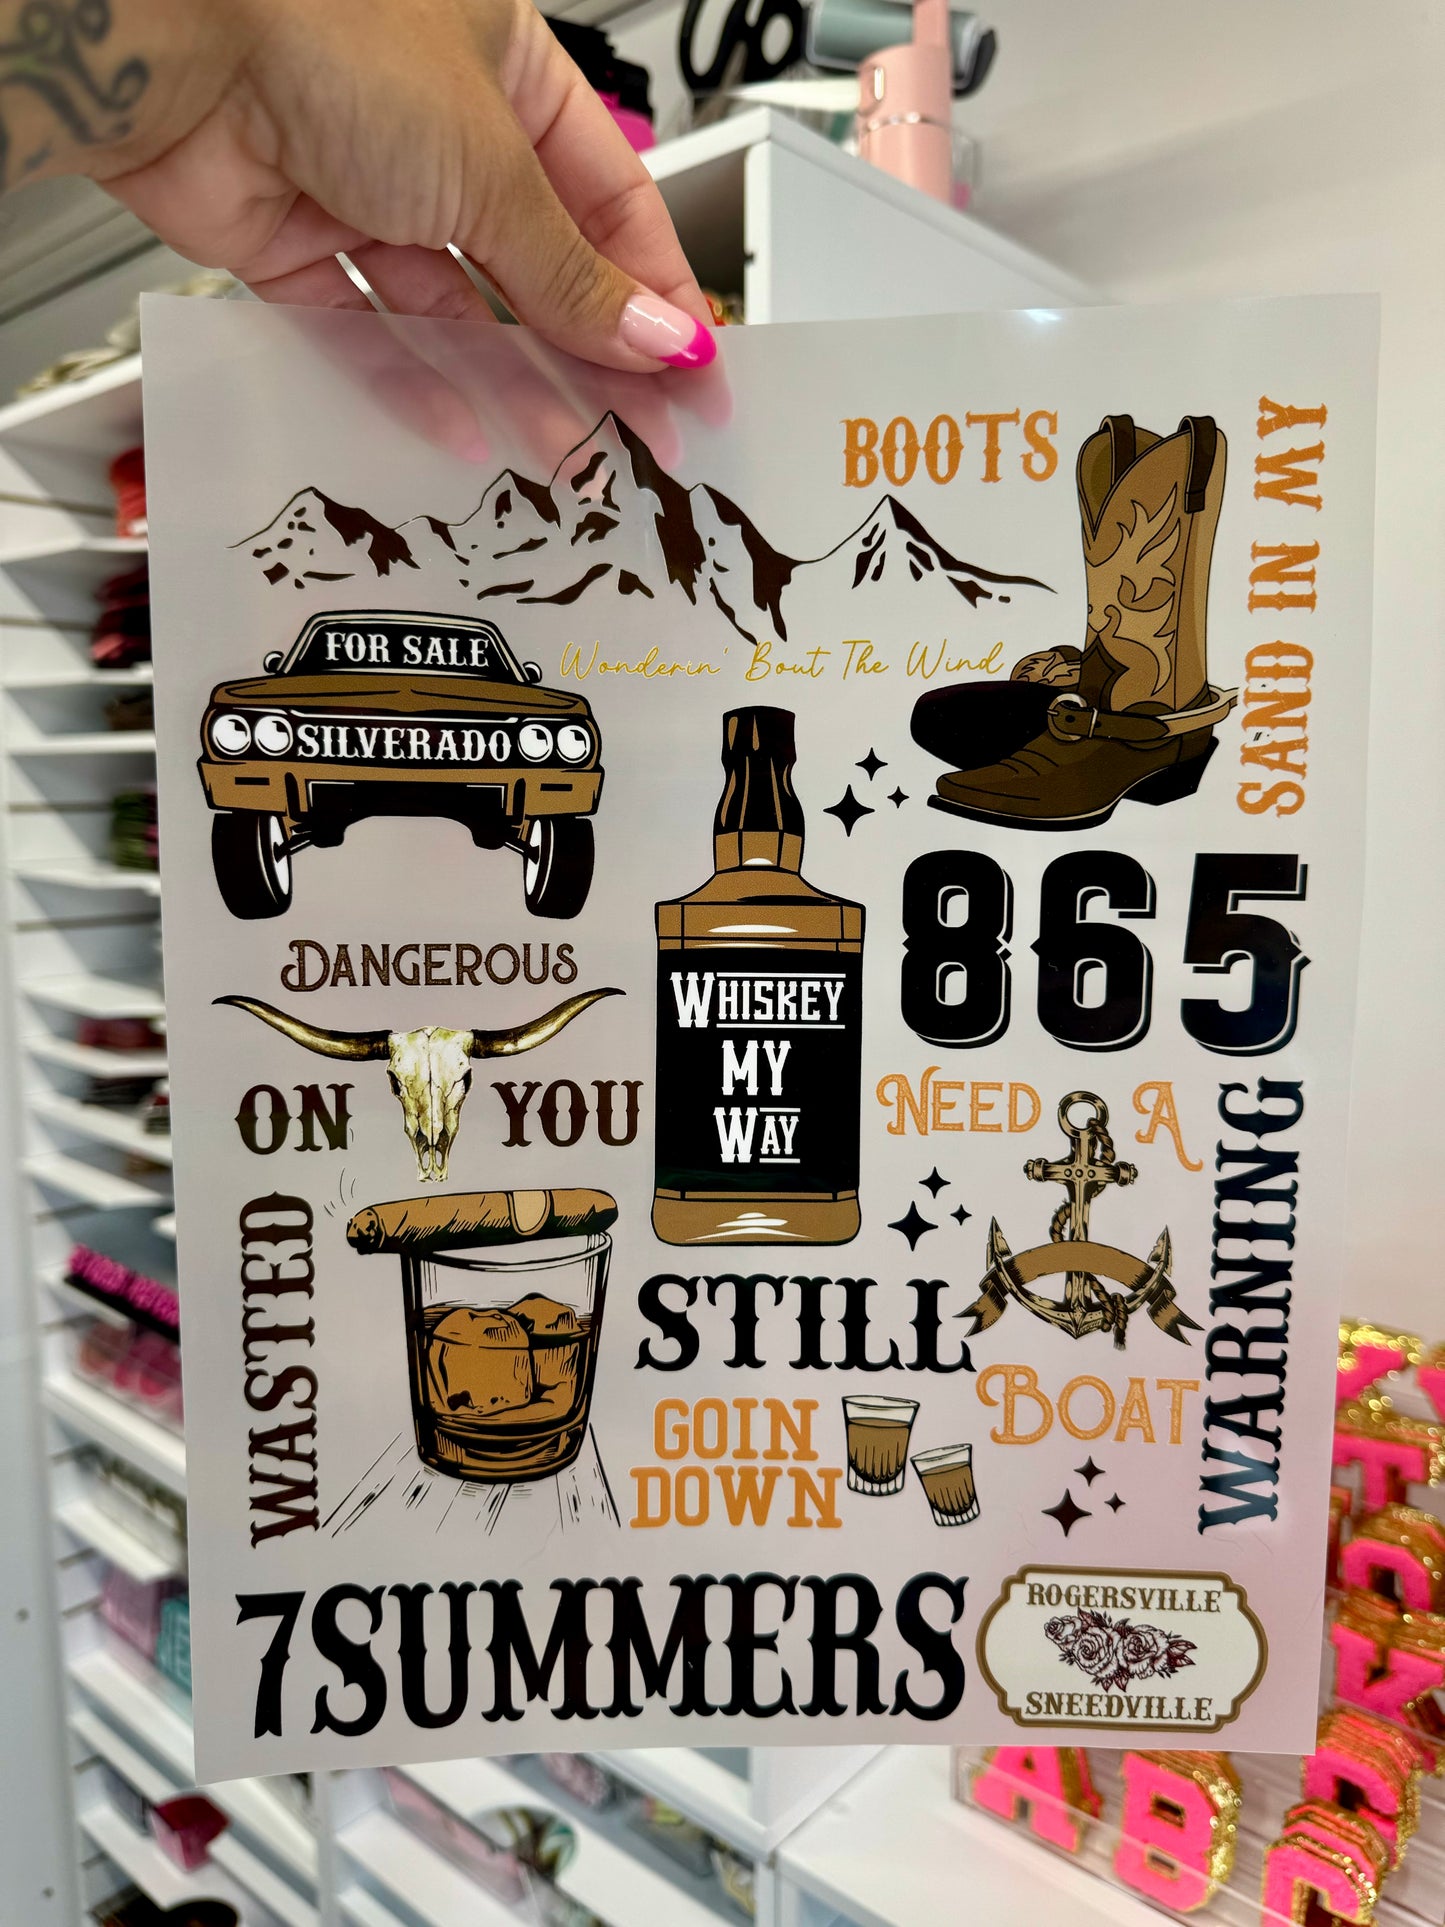 BOOTS
SAND IN MY
FOR SALE
SILVERADO
Wonderin' Bout The Wind
865
DANGEROUS
ON YOU
WHISKEY
MY
WAY
NEED A
BOAT
WARNING
WASTED
STILL
GOIN
DOWN
7SUMMERS
ROGERSVILLE
SNEEDVILLE
A
B
C